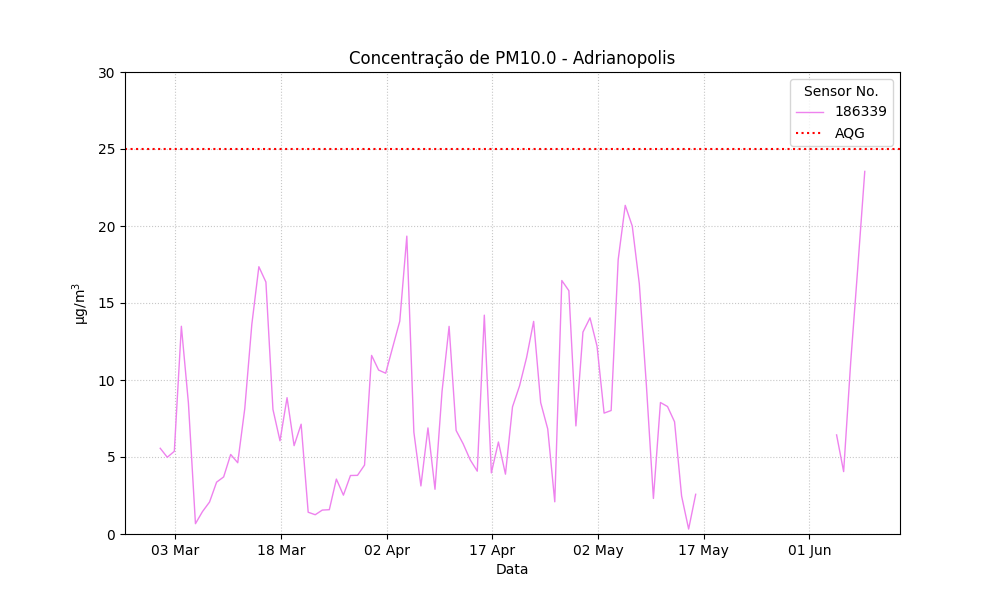 Concentração de PM10.0 - Adrianopolis
30
25
20
15
10
5
0
µg/m³
Sensor No.
186339
AQG
03 Mar
18 Mar
02 Apr
17 Apr
02 May
17 May
01 Jun
Data